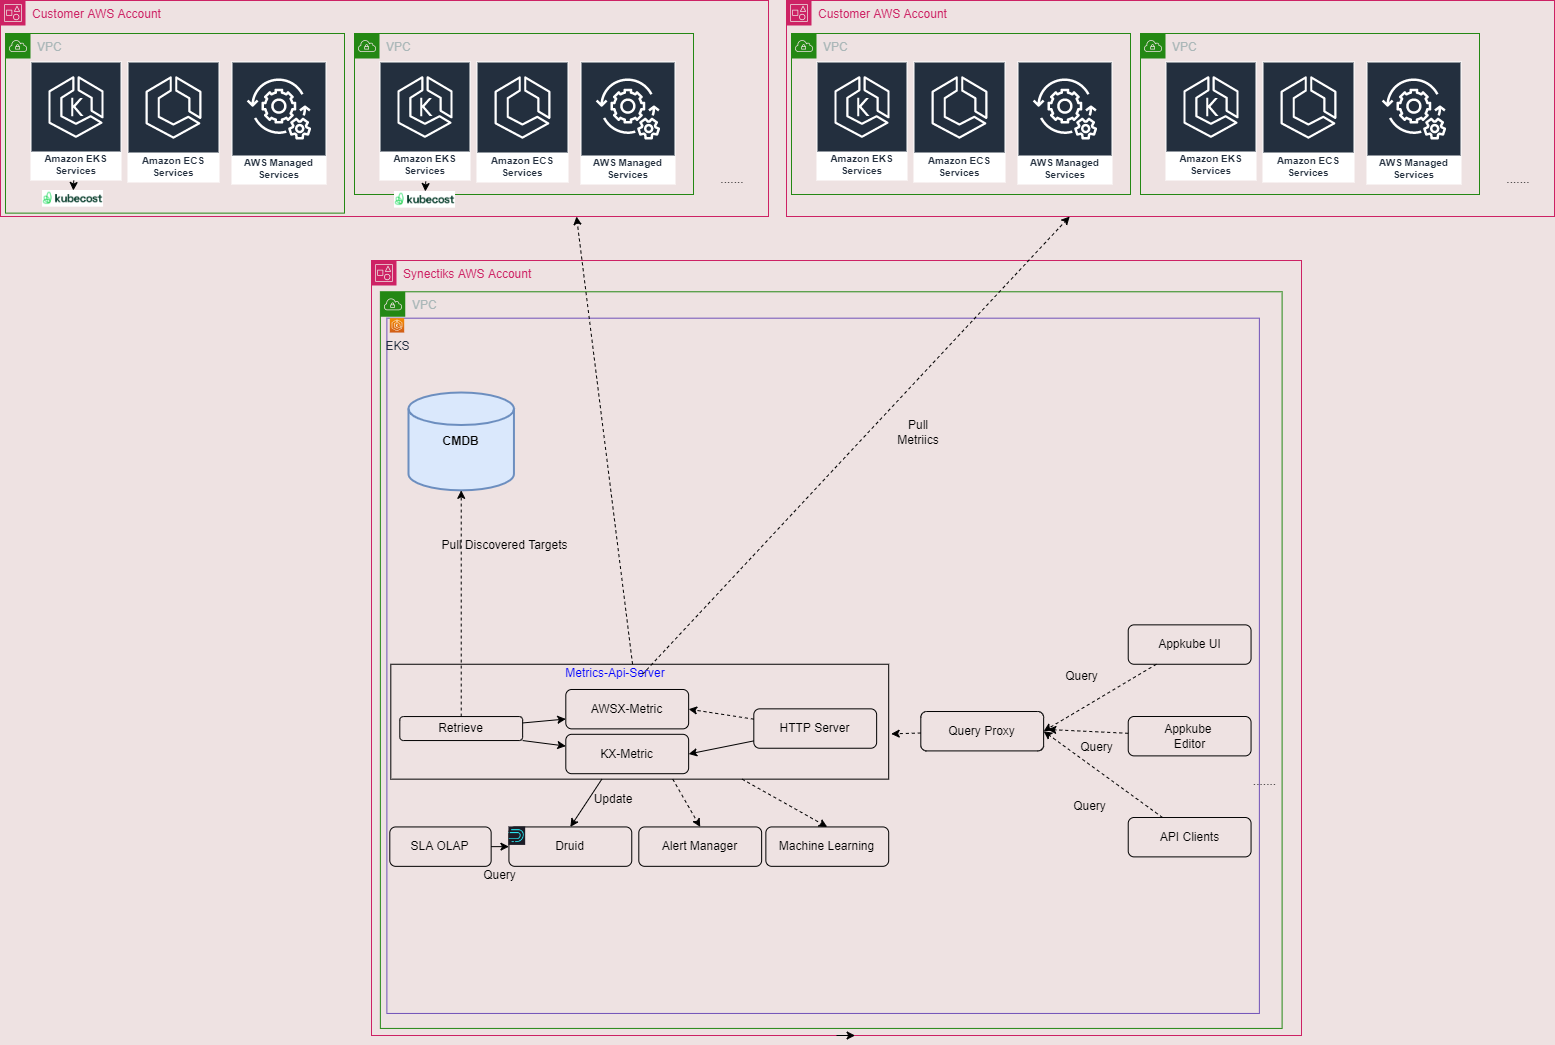 Customer AWS Account
VPC
Amazon EKS
Services
Amazon ECS
Services
AWS Managed
Services
kubecost
VPC
Amazon EKS
Services
Amazon ECS
Services
AWS Managed
Services
kubecost
.......
Customer AWS Account
VPC
Amazon EKS
Services
Amazon ECS
Services
AWS Managed
Services
VPC
Amazon EKS
Services
Amazon ECS
Services
AWS Managed
Services
.......
Synectiks AWS Account
VPC
EKS
CMDB
Pull
Metriics
Pull Discovered Targets
Metrics-Api-Server
Retrieve
AWSX-Metric
KX-Metric
HTTP Server
Query Proxy
Appkube UI
Query
Appkube
Editor
Query
.......
Query
API Clients
Update
SLA OLAP
Query
Druid
Alert Manager
Machine Learning